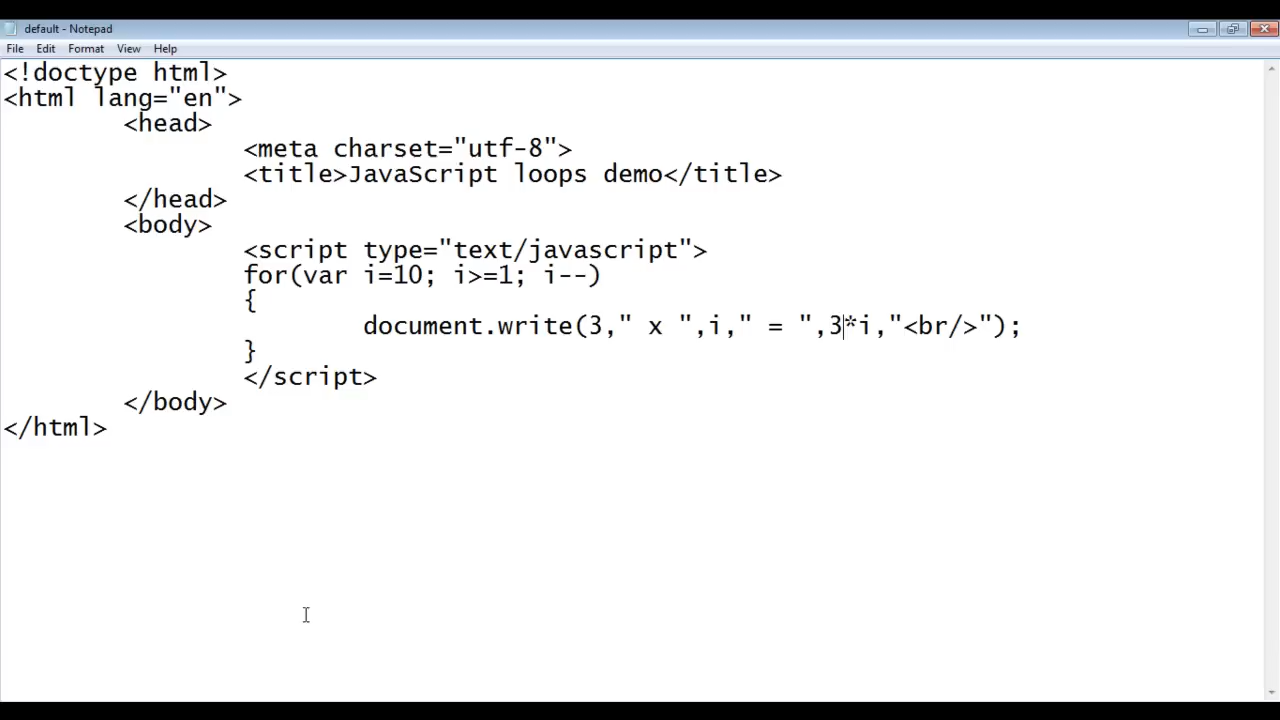 default - Notepad
File Edit Format View Help
<!doctype html>
<html lang="en">
<head>
<meta charset="utf-8">
<title>JavaScript loops demo</title>
</head>
<body>
<script type="text/javascript">
for(var i=10; i>=1; i--)
{
document.write(3," x ",i," = ",3*i,"<br/>");
}
</script>
</body>
</html>